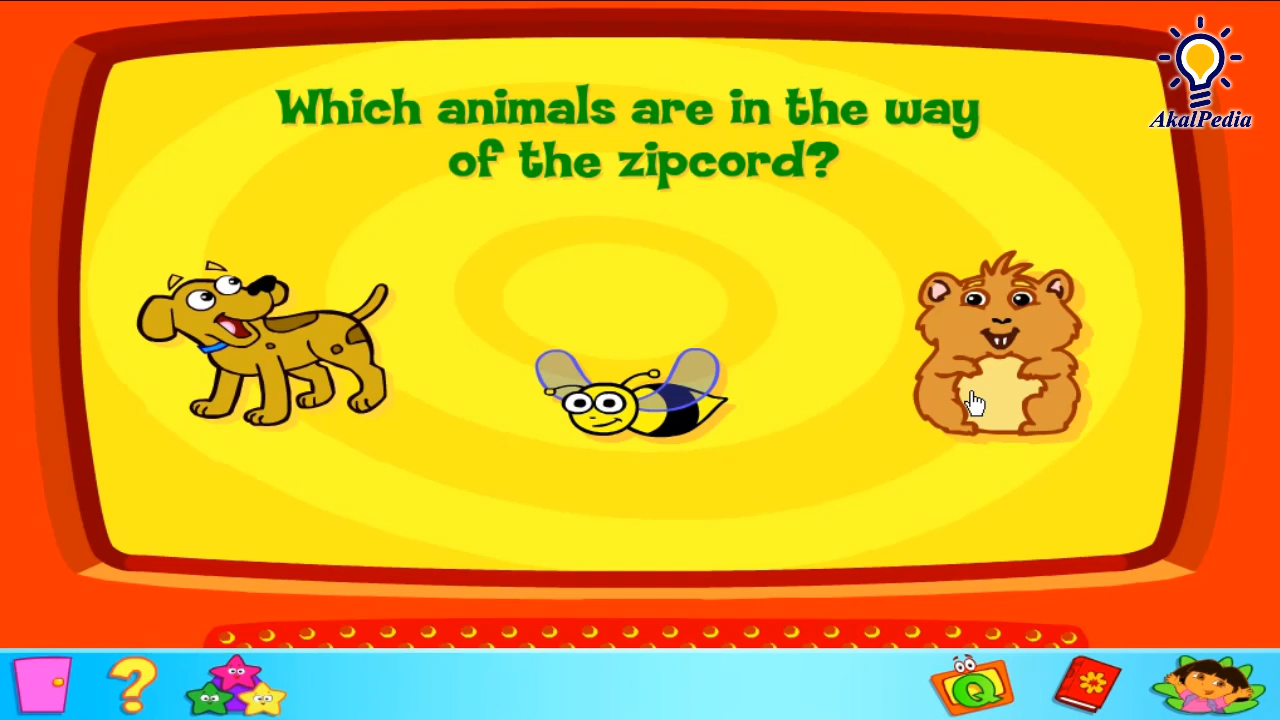 AkalPedia
Which animals are in the way
of the zipcord?
?
Q